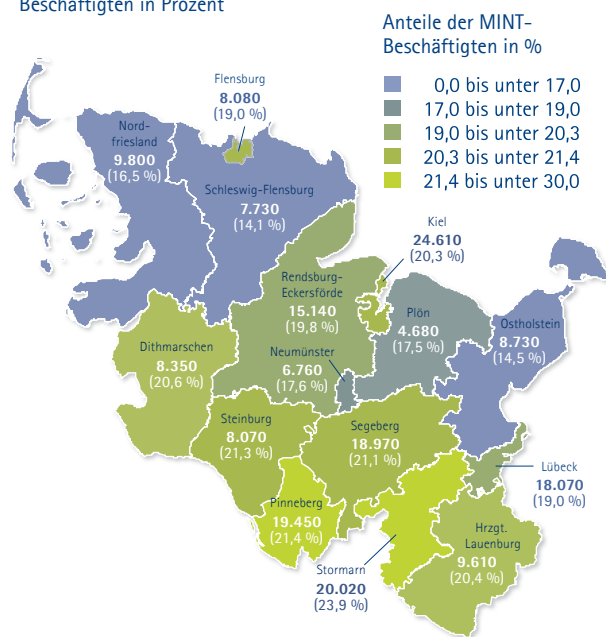 Beschäftigten in Prozent
Anteile der MINT-
Beschäftigten in %
0,0 bis unter 17,0
17,0 bis unter 19,0
19,0 bis unter 20,3
20,3 bis unter 21,4
21,4 bis unter 30,0
Flensburg
8.080
(19,0 %)
Nord-
friesland
9.800
(16,5 %)
Schleswig-Flensburg
7.730
(14,1 %)
Kiel
24.610
(20,3 %)
Rendsburg-
Eckersförde
15.140
(19,8 %)
Plön
4.680
(17,5 %)
Ostholstein
8.730
(14,5 %)
Dithmarschen
8.350
(20,6 %)
Neumünster
6.760
(17,6 %)
Steinburg
8.070
(21,3 %)
Segeberg
18.970
(21,1 %)
Lübeck
18.070
(19,0 %)
Pinneberg
19.450
(21,4 %)
Hrzgt.
Lauenburg
9.610
(20,4 %)
Stormarn
20.020
(23,9 %)